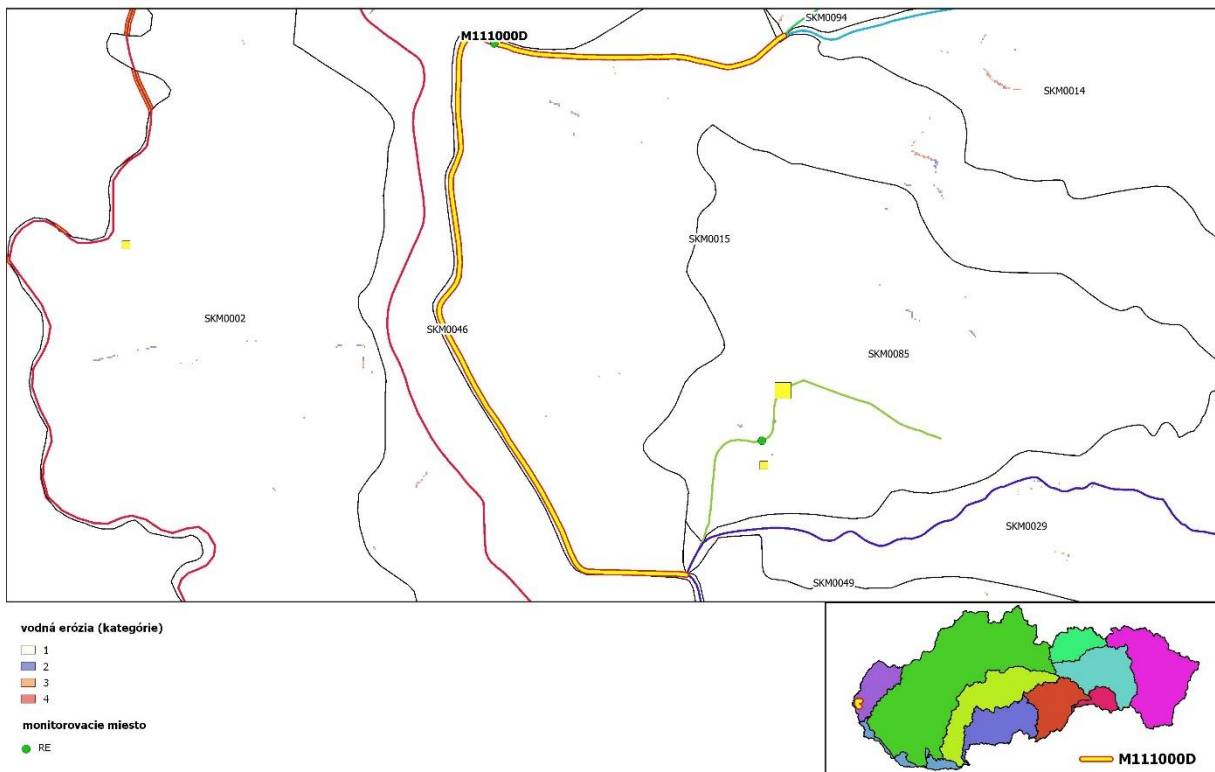 SKM0094
M111000D
SKM0014
SKM0015
SKM0002
SKM0046
SKM0085
SKM0029
SKM0049
vodná erózia (kategórie)
1
2
3
4
monitorovacie miesto
RE
M111000D